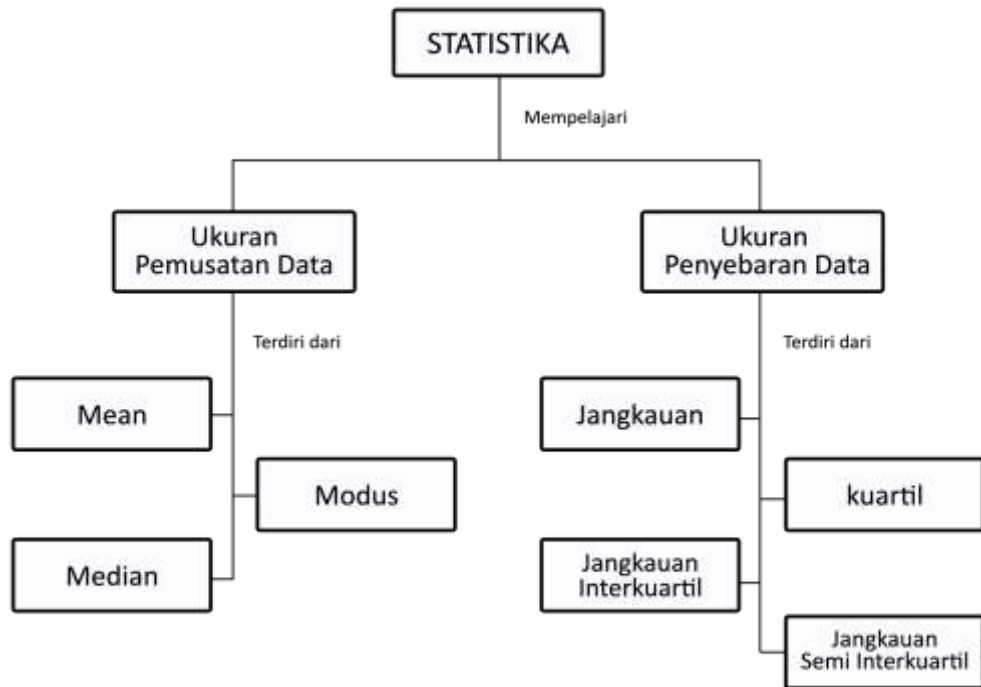 STATISTIKA
Mempelajari
Ukuran
Pemusatan Data
Ukuran
Penyebaran Data
Terdiri dari
Terdiri dari
Mean
Modus
Median
Jangkauan
kuartil
Jangkauan
Interkuartil
Jangkauan
Semi Interkuartil